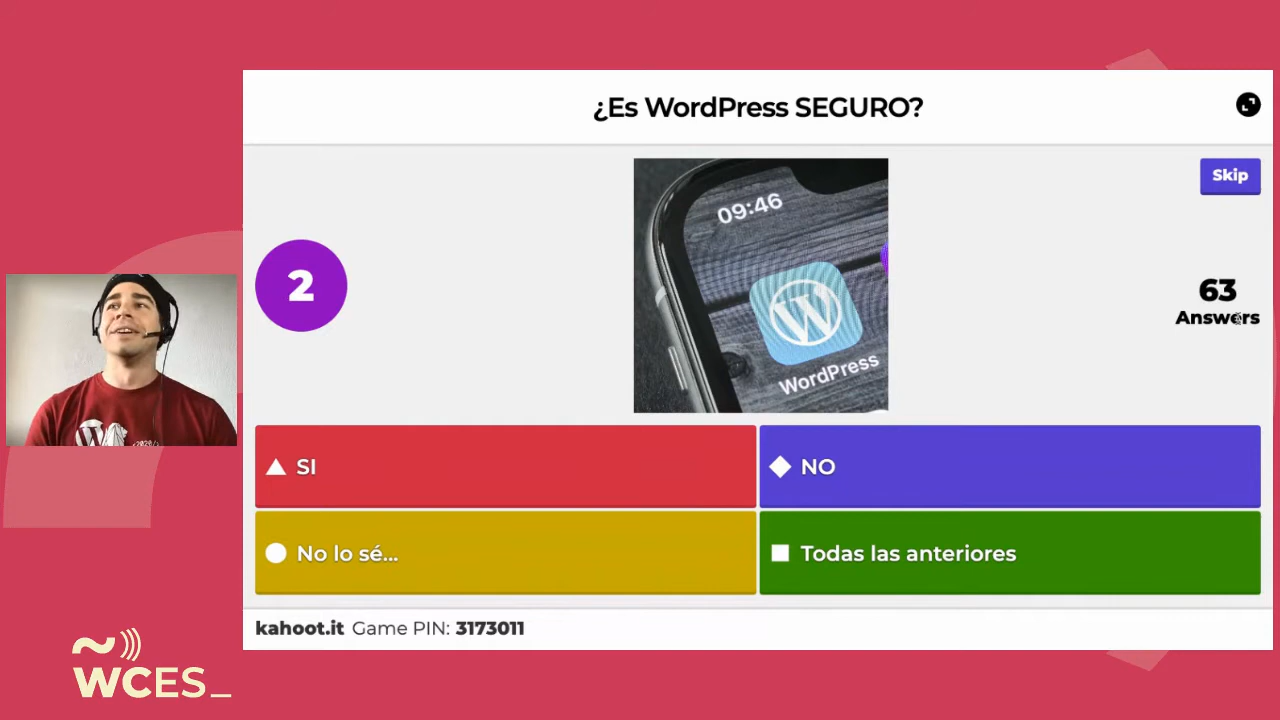 ¿Es WordPress SEGURO?
Skip
09:46
WordPress
2
63
Answers
SI
NO
No lo sé...
Todas las anteriores
kahoot.it Game PIN: 3173011
WCES_